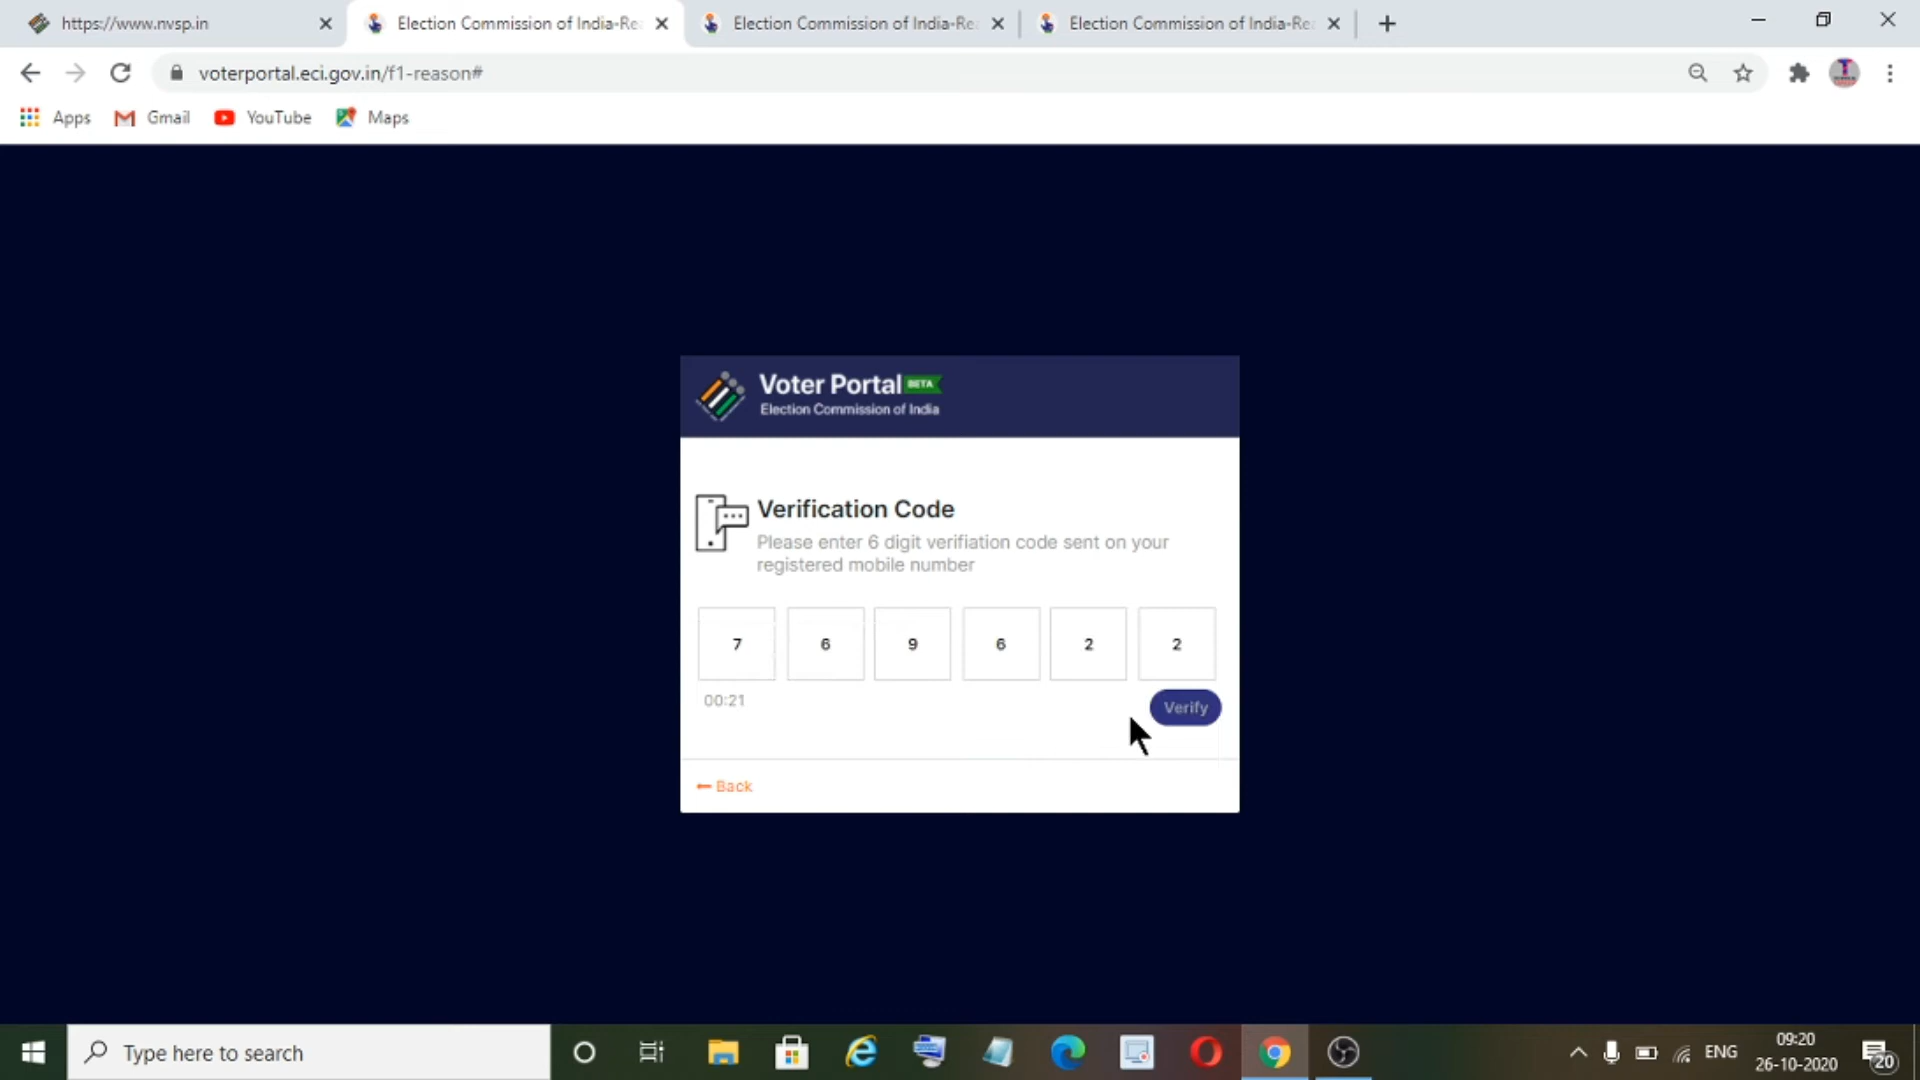 https://www.nvsp.in
Election Commission of India-Re
Election Commission of India-Re
Election Commission of India-Re
voterportal.eci.gov.in/f1-reason#
Apps
Gmail
YouTube
Maps
Voter Portal BETA
Election Commission of India
Verification Code
Please enter 6 digit verifiation code sent on your
registered mobile number
7 6 9 6 2 2
00:21
Verify
Back
Type here to search
ENG
09:20
26-10-2020
20